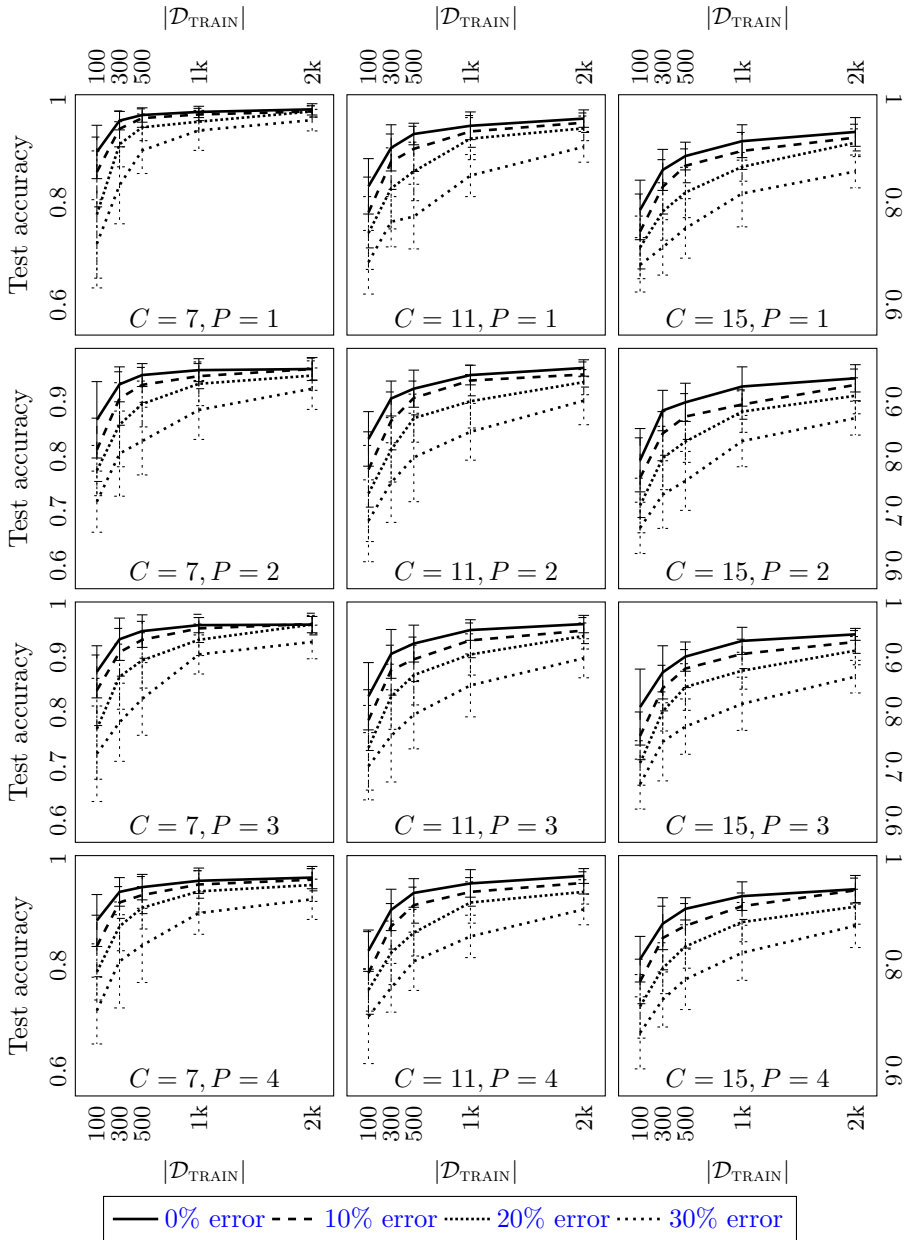 |𝒟TRAIN| |𝒟TRAIN| |𝒟TRAIN|
100 300 500 1k 2k 100 300 500 1k 2k 100 300 500 1k 2k
Test accuracy 1 0.8 0.6
C = 7, P = 1
C = 11, P = 1
C = 15, P = 1
1 0.8 0.6
Test accuracy 0.9 0.8 0.7 0.6
C = 7, P = 2
C = 11, P = 2
C = 15, P = 2
0.9 0.8 0.7 0.6
Test accuracy 1 0.9 0.8 0.7 0.6
C = 7, P = 3
C = 11, P = 3
C = 15, P = 3
1 0.9 0.8 0.7 0.6
Test accuracy 1 0.8 0.6
C = 7, P = 4
C = 11, P = 4
C = 15, P = 4
1 0.8 0.6
100 300 500 1k 2k 100 300 500 1k 2k 100 300 500 1k 2k
|𝒟TRAIN| |𝒟TRAIN| |𝒟TRAIN|
0% error 10% error 20% error 30% error